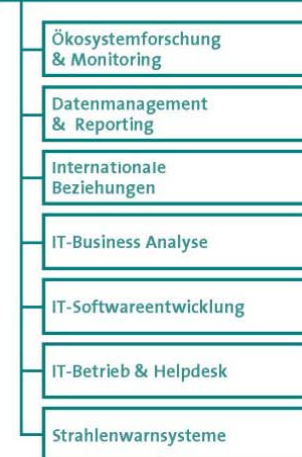 Ökosystemforschung
& Monitoring
Datenmanagement
& Reporting
Internationale
Beziehungen
IT-Business Analyse
IT-Softwareentwicklung
IT-Betrieb & Helpdesk
Strahlenwarnsysteme